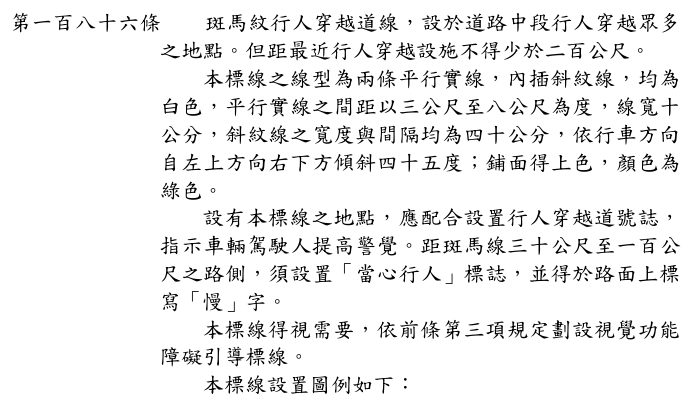 第一百八十六條　　斑馬紋行人穿越道線，設於道路中段行人穿越眾多
之地點。但距最近行人穿越設施不得少於二百公尺。
本標線之線型為兩條平行實線，內插斜紋線，均為
白色，平行實線之間距以三公尺至八公尺為度，線寬十
公分，斜紋線之寬度與間隔均為四十公分，依行車方向
自左上方向右下方傾斜四十五度；鋪面得上色，顏色為
綠色。
設有本標線之地點，應配合設置行人穿越道號誌，
指示車輛駕駛人提高警覺。距斑馬線三十公尺至一百公
尺之路側，須設置「當心行人」標誌，並得於路面上標
寫「慢」字。
本標線得視需要，依前條第三項規定劃設視覺功能
障礙引導標線。
本標線設置圖例如下：